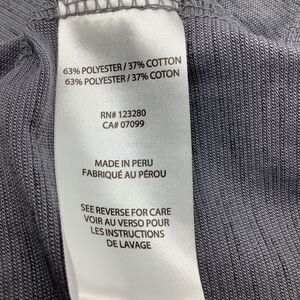 63% POLYESTER / 37% COTTON
63% POLYESTER / 37% COTON
RN# 123280
CA# 07099
MADE IN PERU
FABRIQUÉ AU PÉROU
SEE REVERSE FOR CARE
VOIR AU VERSO POUR
LES INSTRUCTIONS
DE LAVAGE